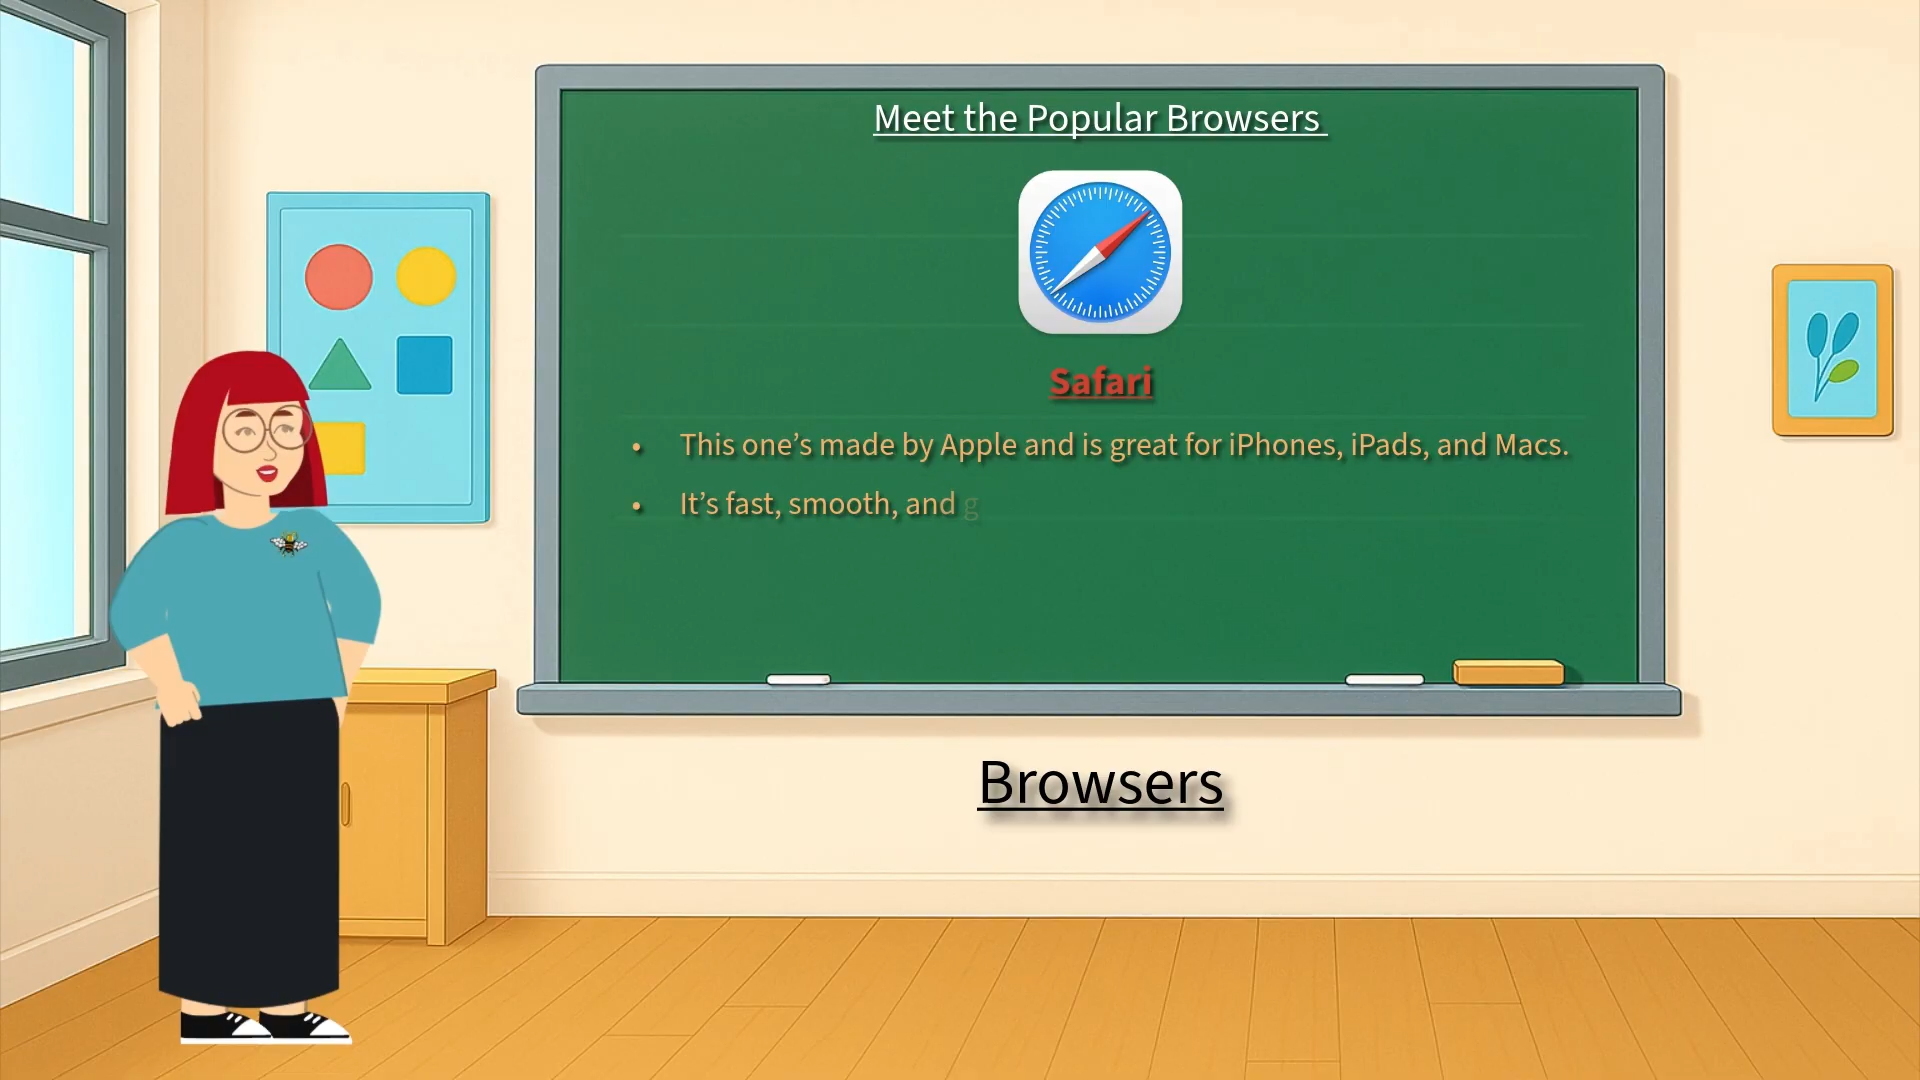 Meet the Popular Browsers
Safari
• This one’s made by Apple and is great for iPhones, iPads, and Macs.
• It’s fast, smooth, and g
Browsers